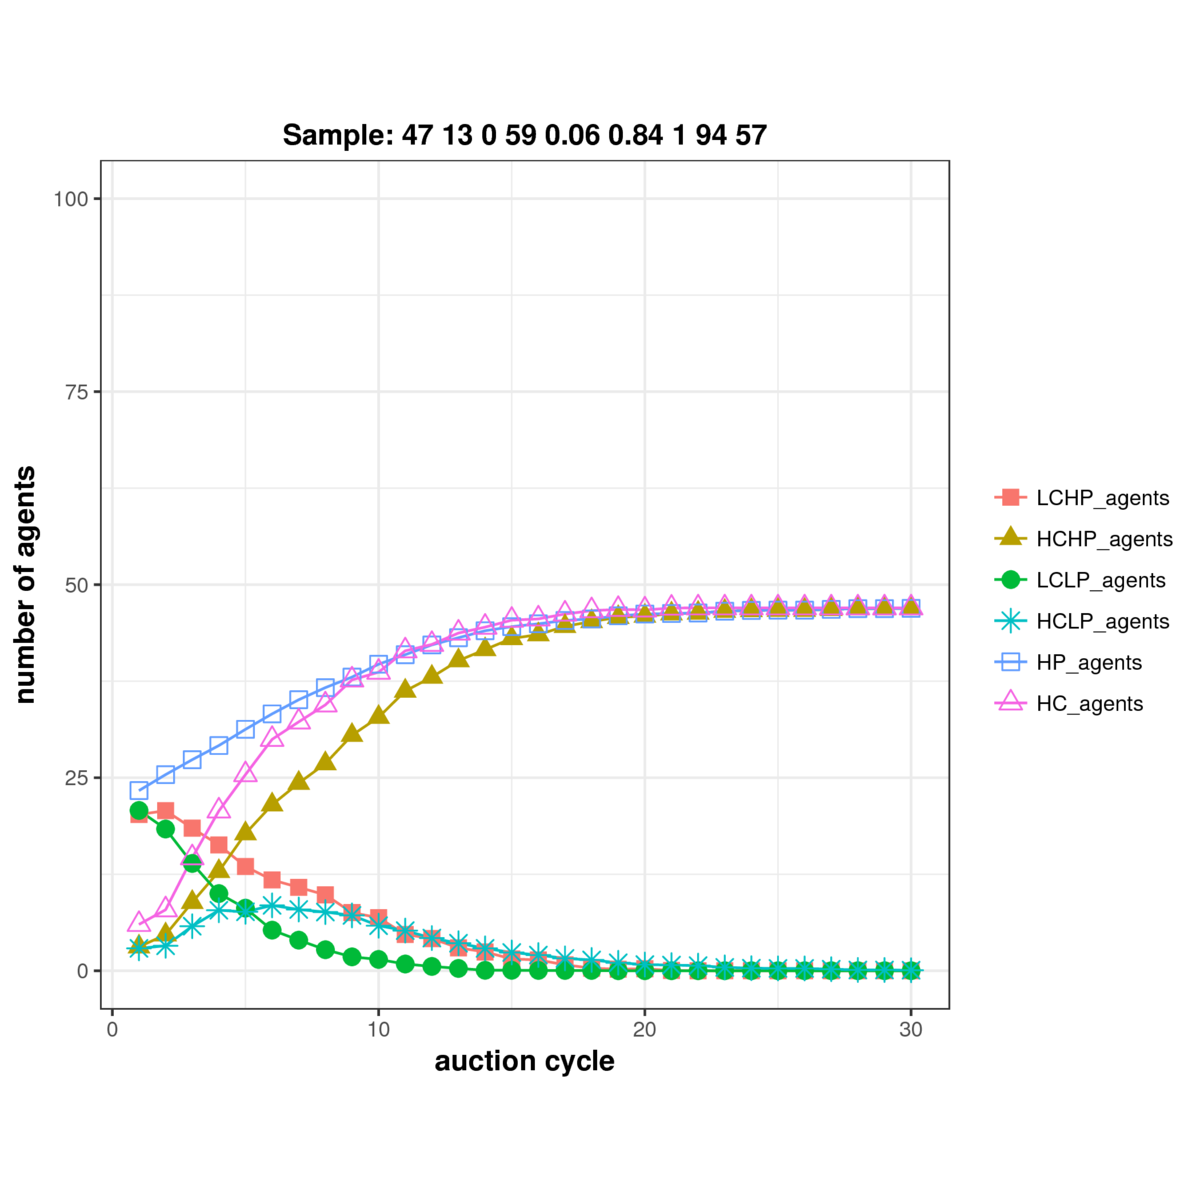 Sample: 47 13 0 59 0.06 0.84 1 94 57
number of agents
100
75
50
25
0
0
10
20
30
auction cycle
LCHP_agents
HCHP_agents
LCLP_agents
HCLP_agents
HP_agents
HC_agents